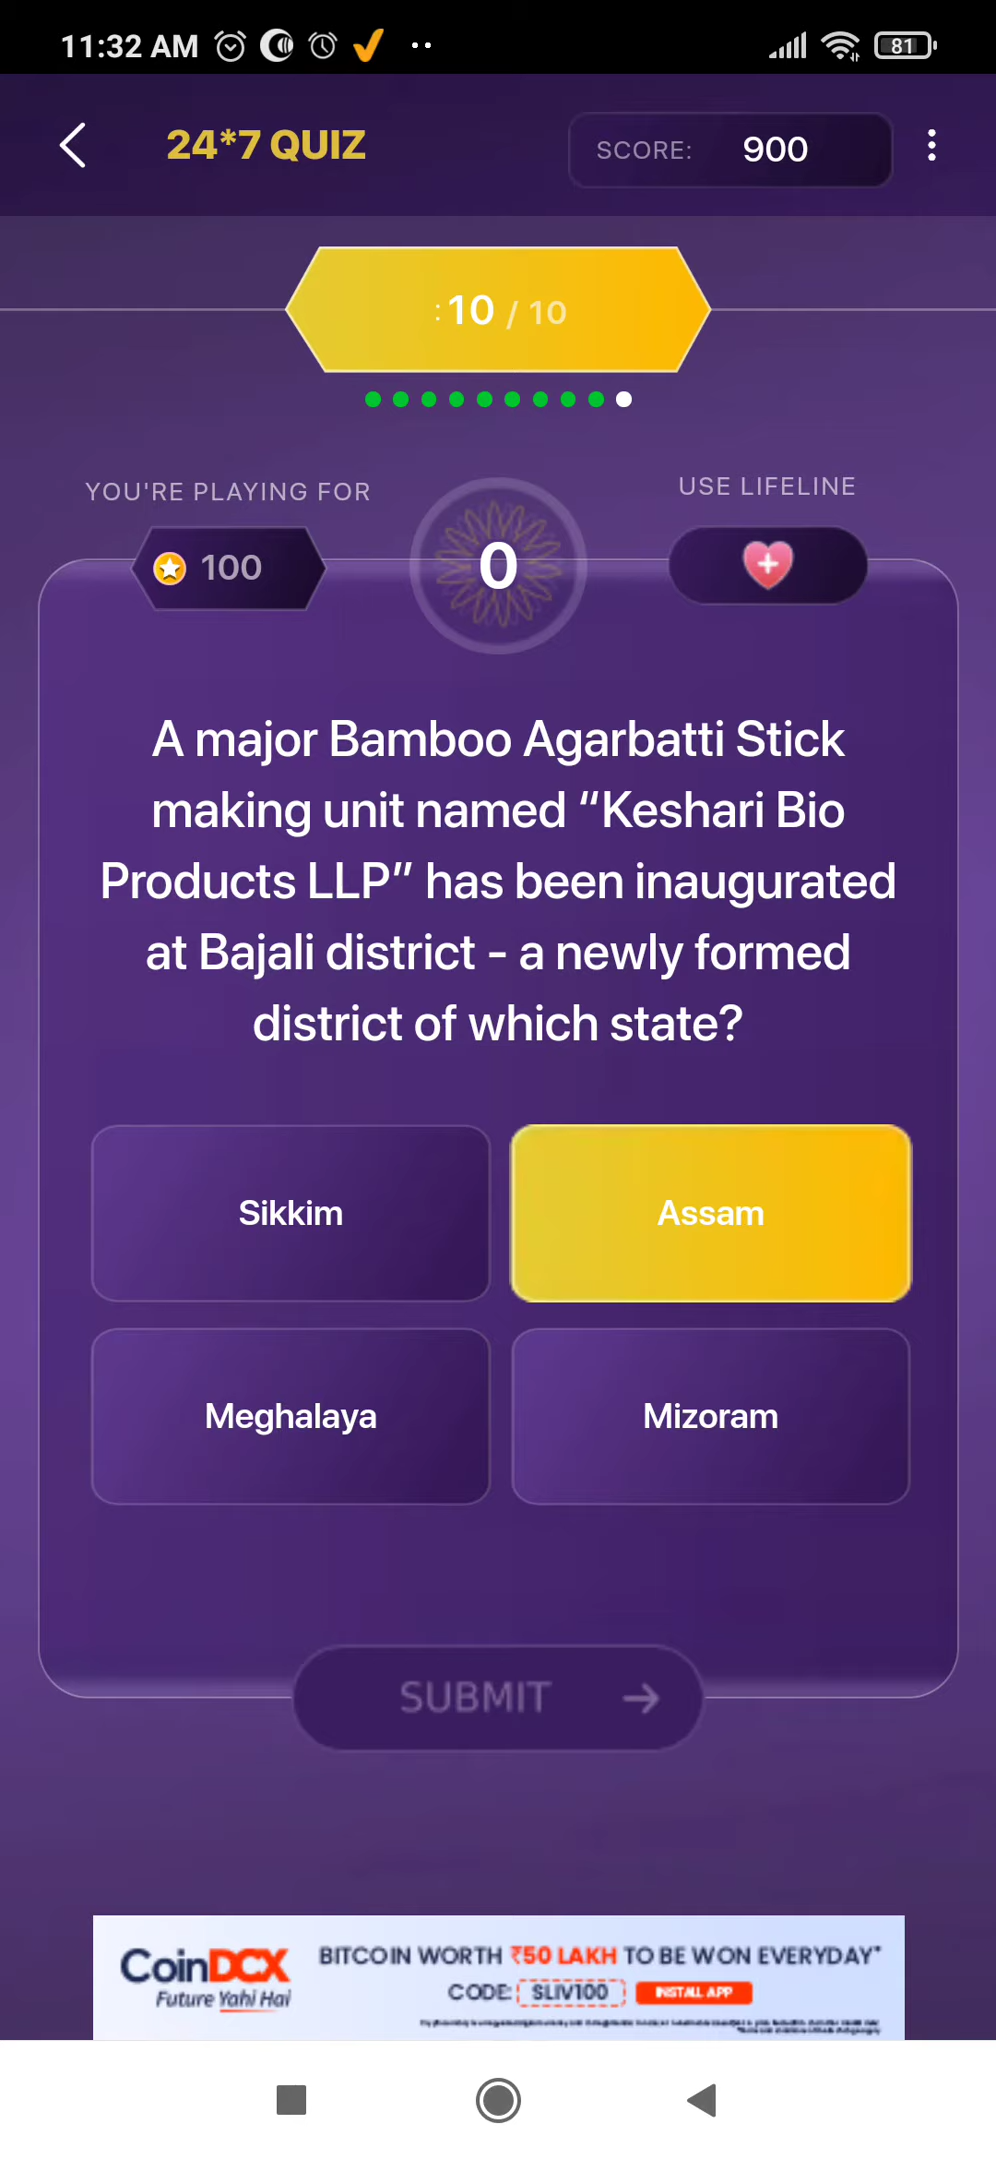 11:32 AM
81
24*7 QUIZ
SCORE: 900
:10 / 10
YOU'RE PLAYING FOR
USE LIFELINE
100
0
A major Bamboo Agarbatti Stick
making unit named “Keshari Bio
Products LLP” has been inaugurated
at Bajali district - a newly formed
district of which state?
Sikkim
Assam
Meghalaya
Mizoram
SUBMIT
CoinDCX
Future Yahi Hai
BITCOIN WORTH ₹50 LAKH TO BE WON EVERYDAY*
CODE: SLIV100
INSTALL APP